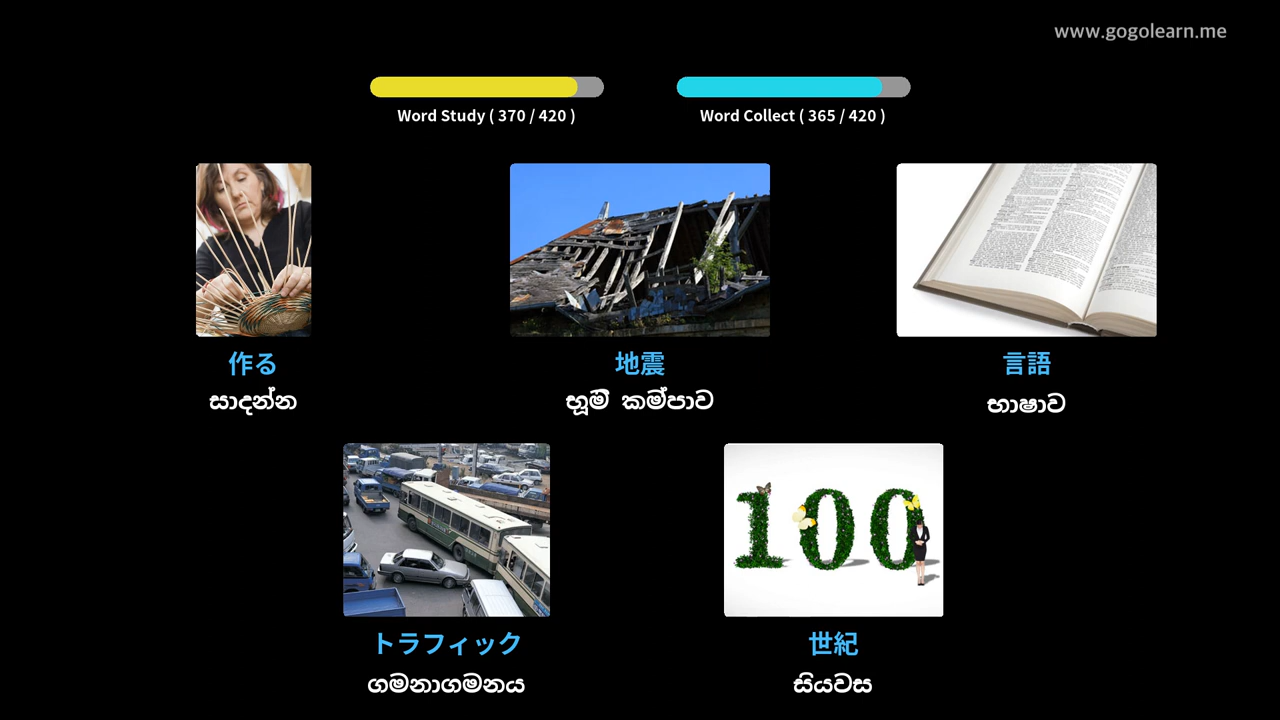 www.gogolearn.me
Word Study ( 370 / 420 )
Word Collect ( 365 / 420 )
作る
සාදන්න
地震
භූමි කම්පාව
言語
භාෂාව
トラフィック
ගමනාගමනය
世紀
සියවස